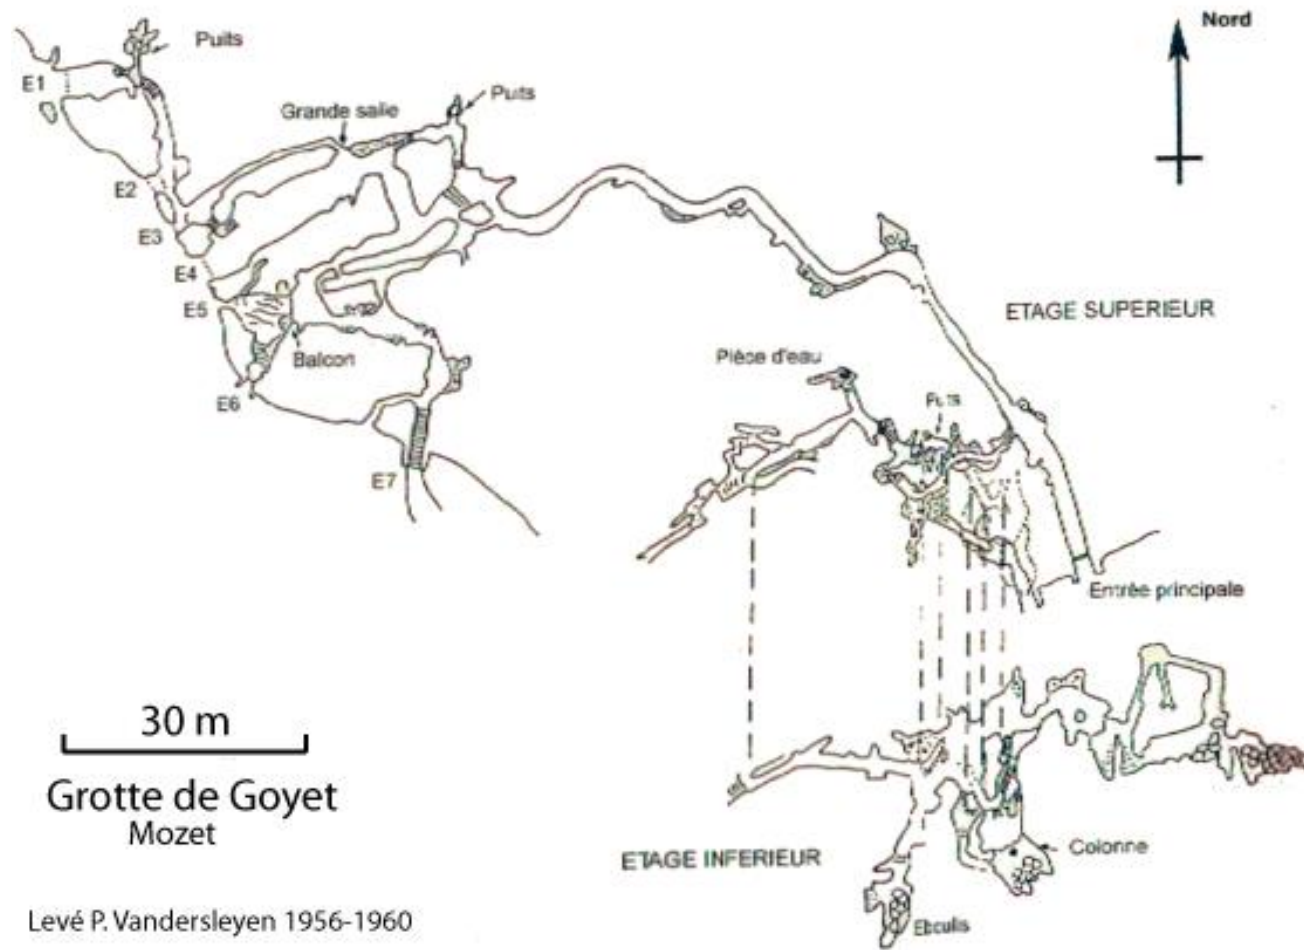 Nord
Puits
E1
Puits
Grande salle
E2
E3
E4
E5
ETAGE SUPERIEUR
Balcon
Pièce d'eau
Puits
E6
E7
Entrée principale
30 m
Grotte de Goyet
Mozet
Colonne
ETAGE INFERIEUR
Levé P. Vandersleyen 1956-1960
Eboulis